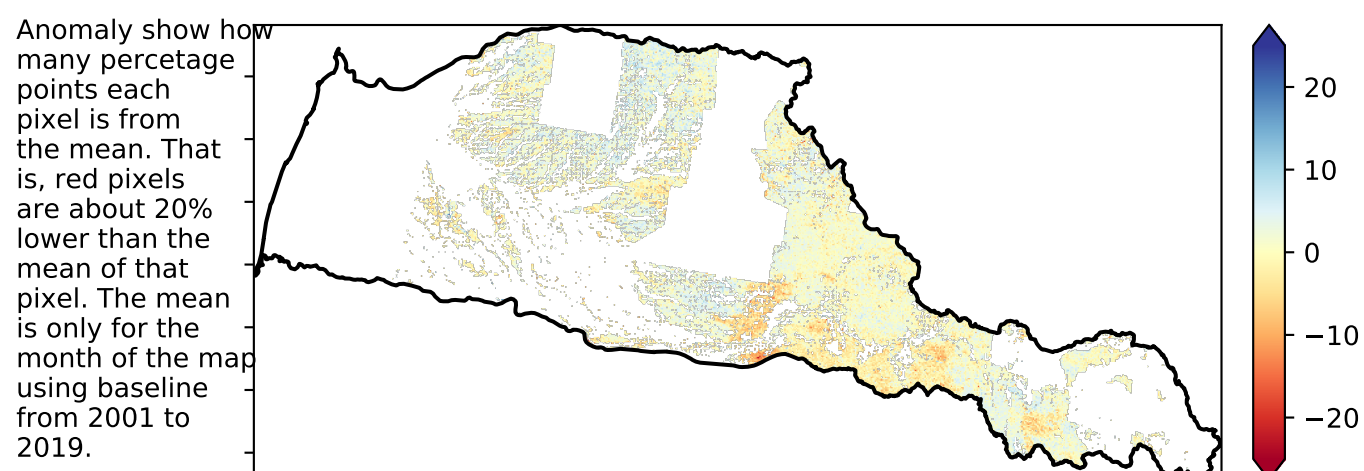 Anomaly show how
many percetage
points each
pixel is from
the mean. That
is, red pixels
are about 20%
lower than the
mean of that
pixel. The mean
is only for the
month of the map
using baseline
from 2001 to
2019.
20
10
0
−10
−20